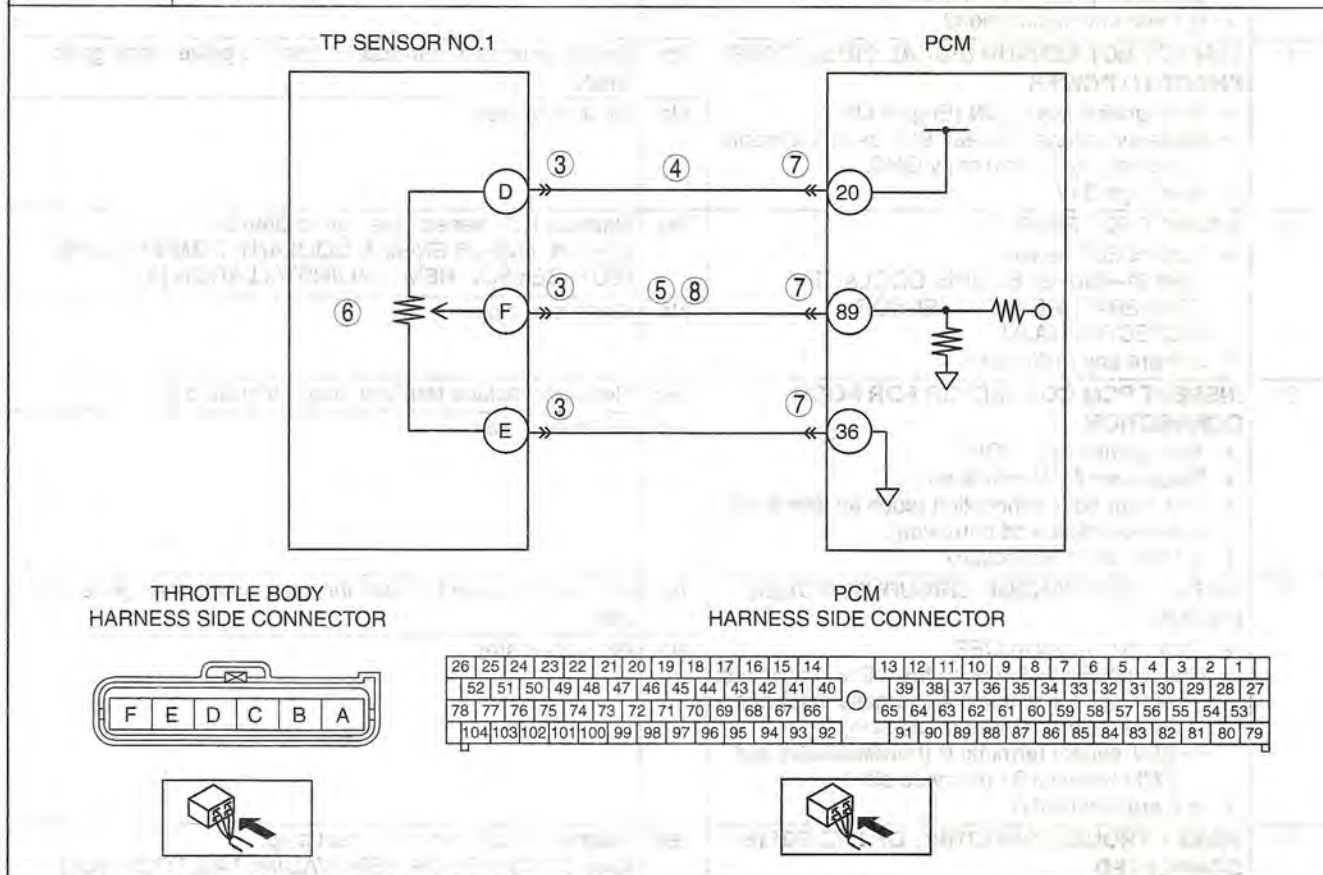 TP SENSOR NO.1 PCM
③ ④ ⑦
D 20
③ ⑤ ⑧ ⑦
⑥ F 89
③ ⑦
E 36
THROTTLE BODY
HARNESS SIDE CONNECTOR
PCM
HARNESS SIDE CONNECTOR
F E D C B A
26 25 24 23 22 21 20 19 18 17 16 15 14 13 12 11 10 9 8 7 6 5 4 3 2 1
52 51 50 49 48 47 46 45 44 43 42 41 40 39 38 37 36 35 34 33 32 31 30 29 28 27
78 77 76 75 74 73 72 71 70 69 68 67 66 65 64 63 62 61 60 59 58 57 56 55 54 53
104 103 102 101 100 99 98 97 96 95 94 93 92 91 90 89 88 87 86 85 84 83 82 81 80 79